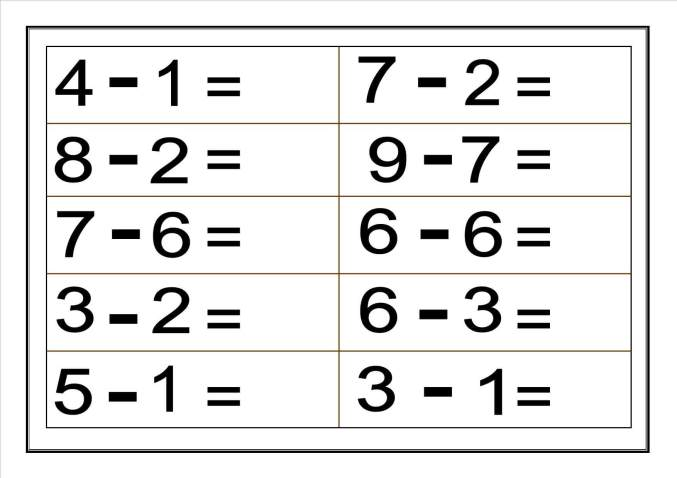 4 - 1 = 7 - 2 =
8 - 2 = 9 - 7 =
7 - 6 = 6 - 6 =
3 - 2 = 6 - 3 =
5 - 1 = 3 - 1 =